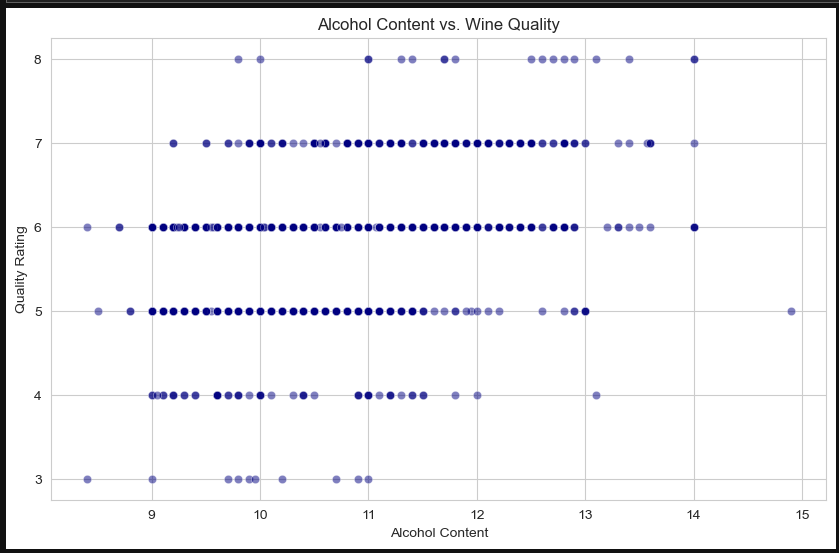 Alcohol Content vs. Wine Quality
8
7
6
5
4
3
Quality Rating
9 10 11 12 13 14 15
Alcohol Content